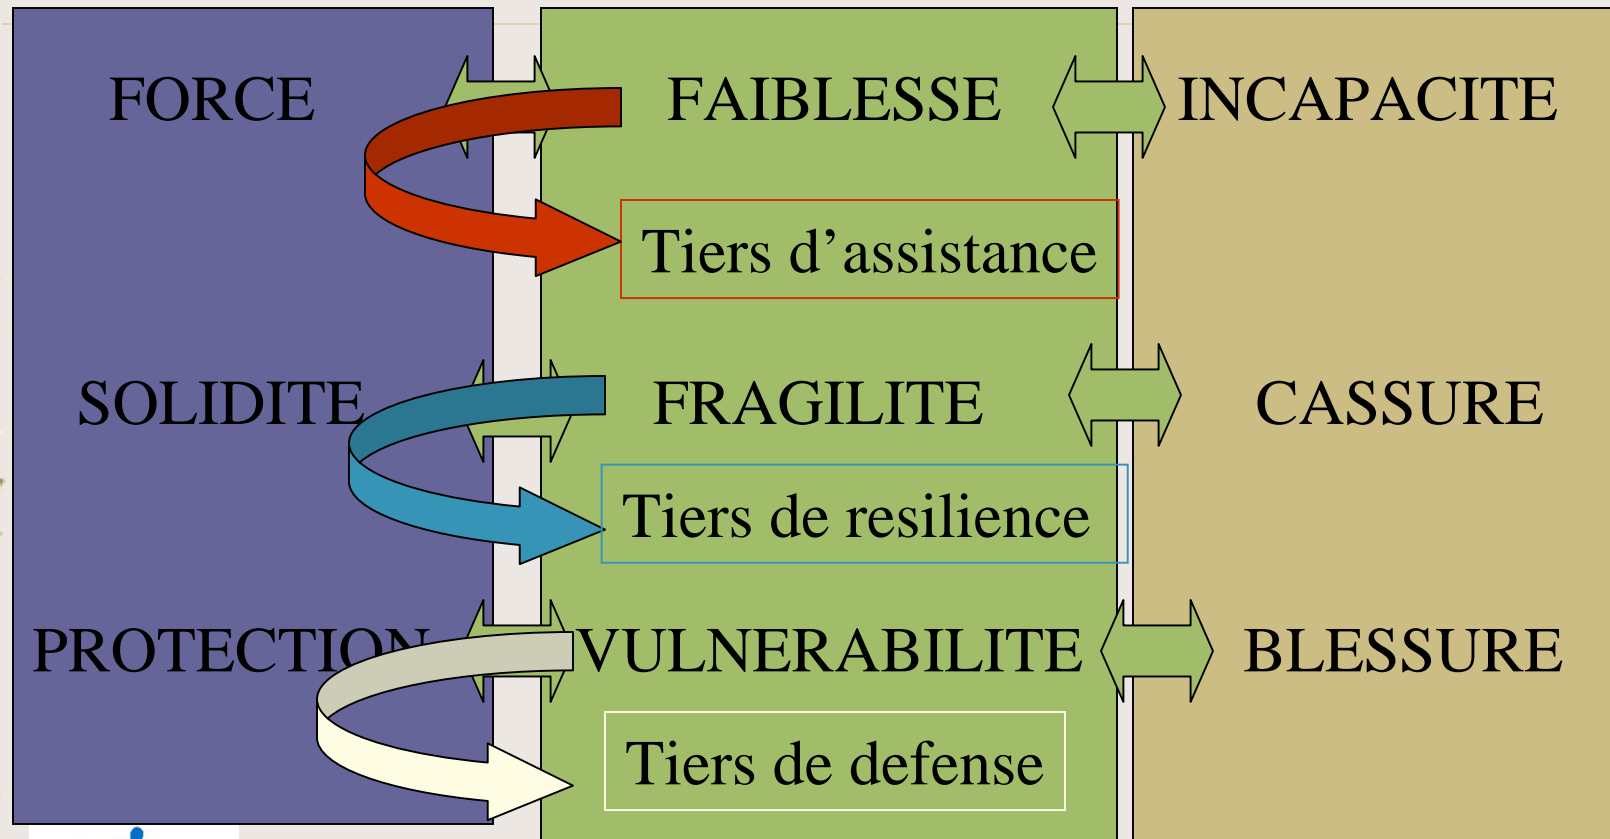 FORCE FAIBLESSE INCAPACITE
Tiers d’assistance
SOLIDITE FRAGILITE CASSURE
Tiers de resilience
PROTECTION VULNERABILITE BLESSURE
Tiers de defense